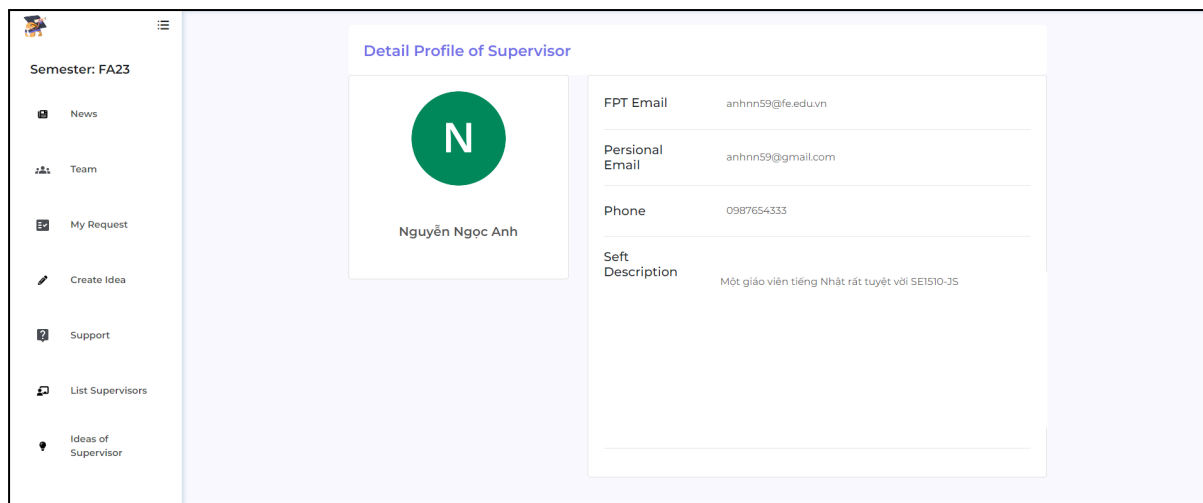 Semester: FA23
News
Team
My Request
Create Idea
Support
List Supervisors
Ideas of
Supervisor
Detail Profile of Supervisor
N
Nguyễn Ngọc Anh
FPT Email
anhnn59@fe.edu.vn
Persional
Email
anhnn59@gmail.com
Phone
0987654333
Seft
Description
Một giáo viên tiếng Nhật rất tuyệt vời SE1510-JS